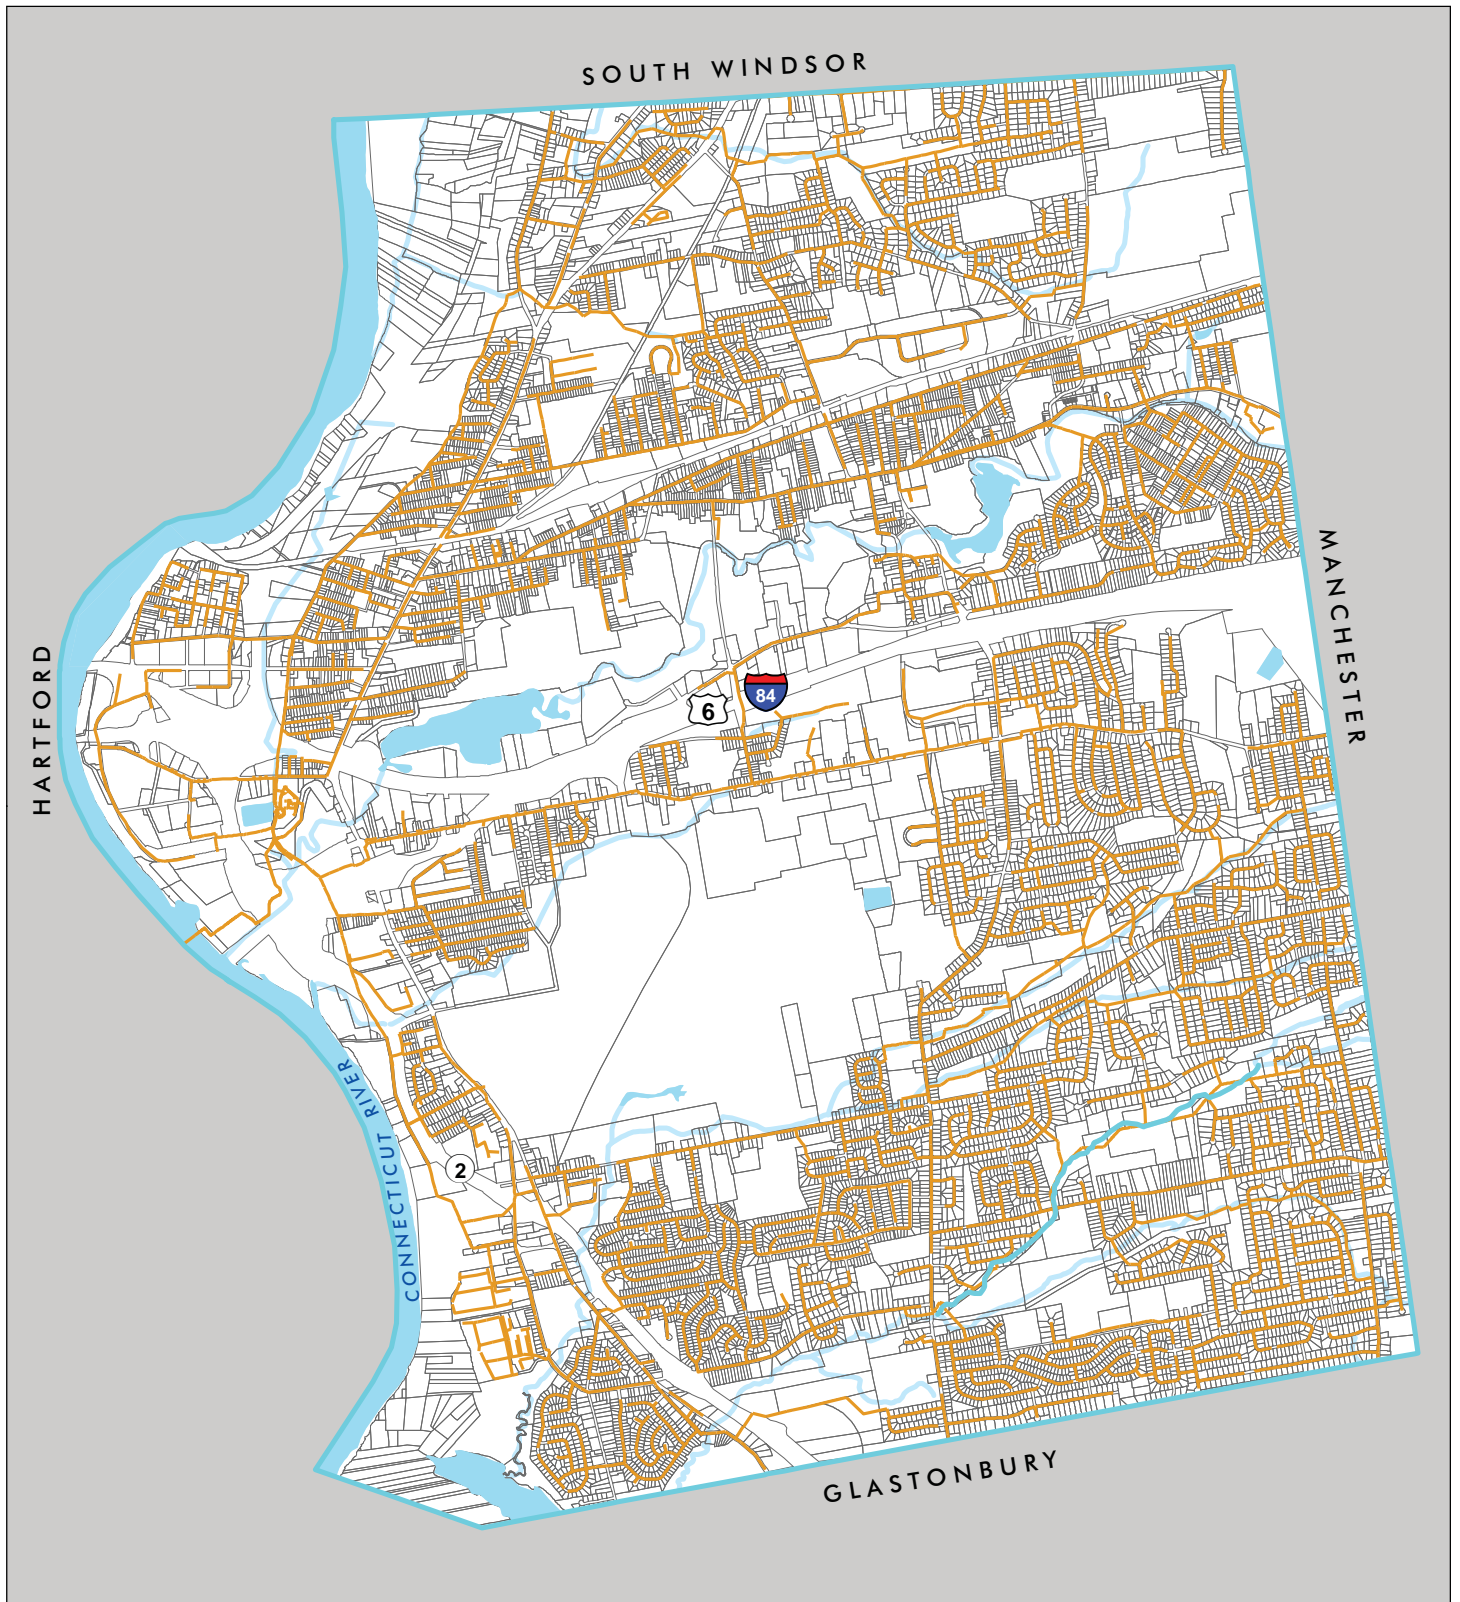 SOUTH WINDSOR
MANCHESTER
HARTFORD
84
6
CONNECTICUT RIVER
2
GLASTONBURY